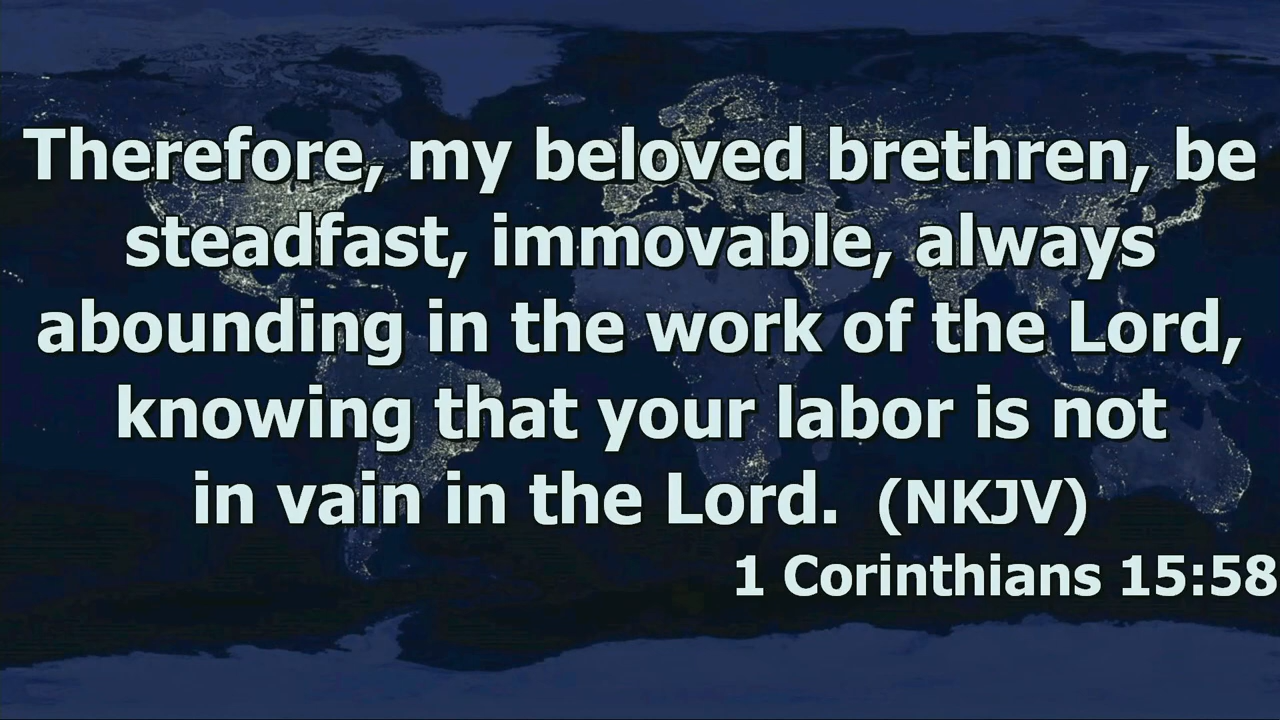 Therefore, my beloved brethren, be
steadfast, immovable, always
abounding in the work of the Lord,
knowing that your labor is not
in vain in the Lord. (NKJV)
1 Corinthians 15:58